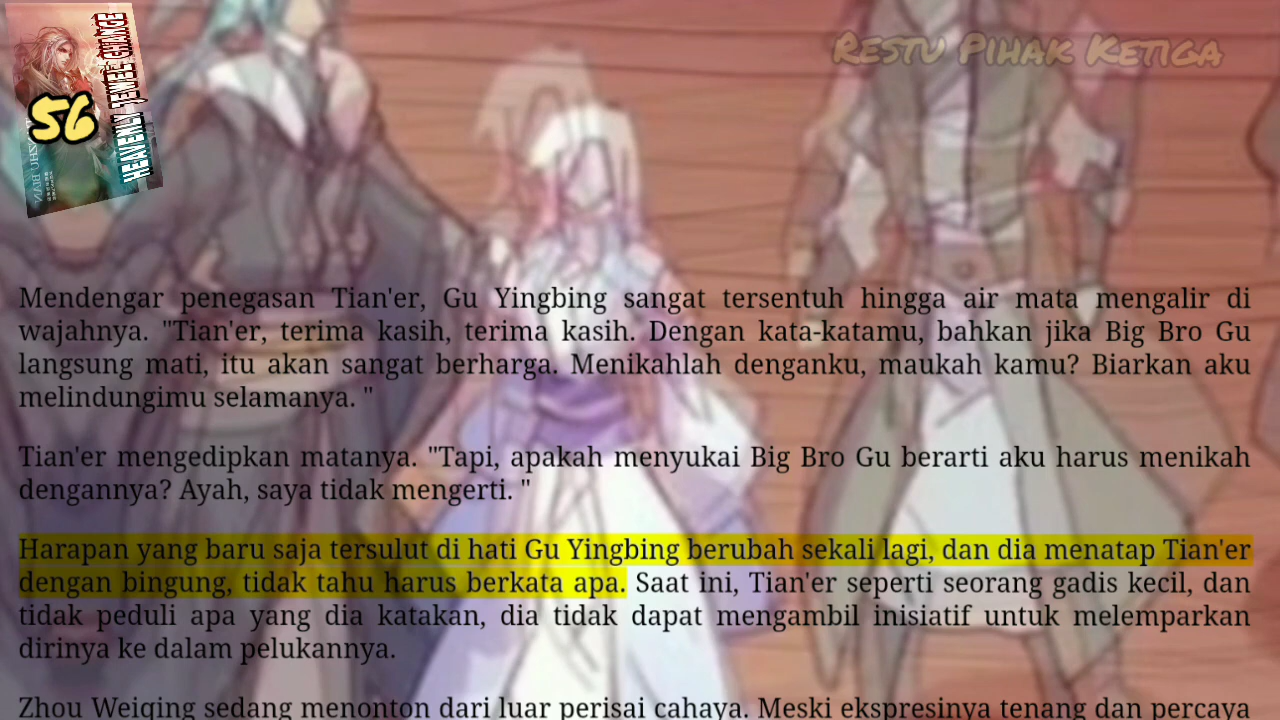 HEAVENLY JEWEL CHANGE
56
Restu Pihak Ketiga
Mendengar penegasan Tian'er, Gu Yingbing sangat tersentuh hingga air mata mengalir di
wajahnya. "Tian'er, terima kasih, terima kasih. Dengan kata-katamu, bahkan jika Big Bro Gu
langsung mati, itu akan sangat berharga. Menikahlah denganku, maukah kamu? Biarkan aku
melindungimu selamanya. "
Tian'er mengedipkan matanya. "Tapi, apakah menyukai Big Bro Gu berarti aku harus menikah
dengannya? Ayah, saya tidak mengerti. "
Harapan yang baru saja tersulut di hati Gu Yingbing berubah sekali lagi, dan dia menatap Tian'er
dengan bingung, tidak tahu harus berkata apa. Saat ini, Tian'er seperti seorang gadis kecil, dan
tidak peduli apa yang dia katakan, dia tidak dapat mengambil inisiatif untuk melemparkan
dirinya ke dalam pelukannya.
Zhou Weiqing sedang menonton dari luar perisai cahaya. Meski ekspresinya tenang dan percaya